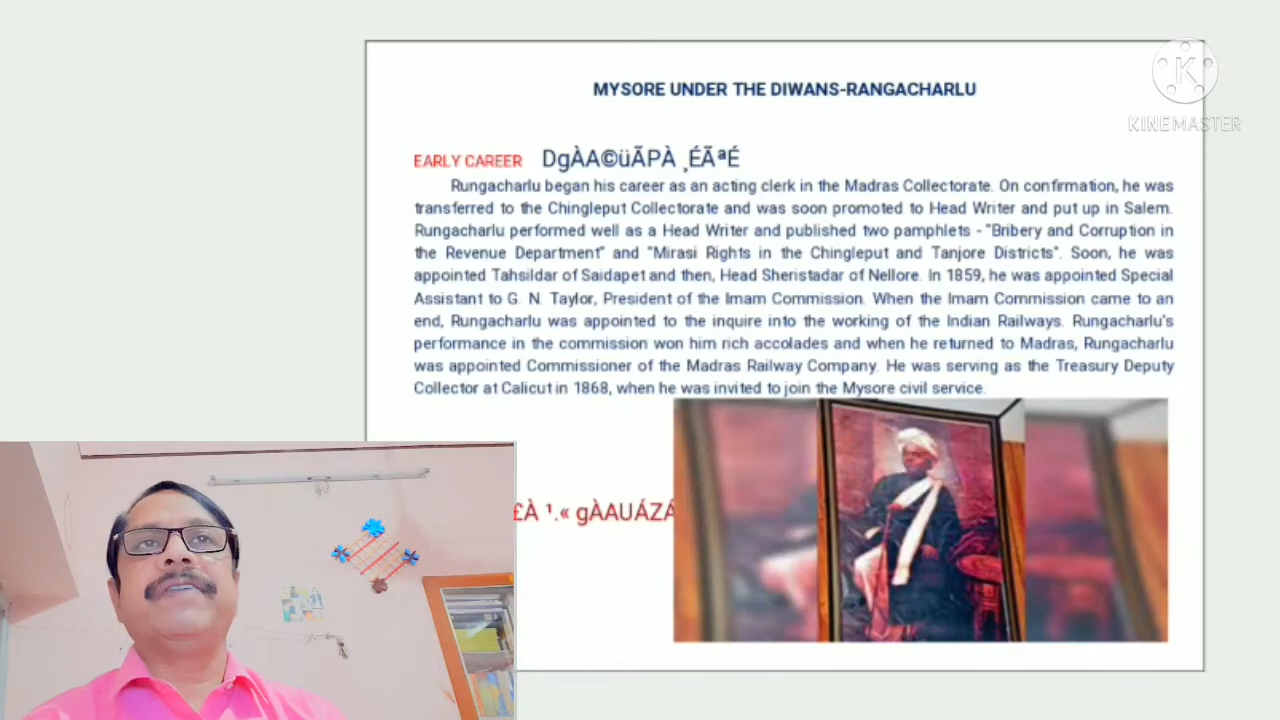 MYSORE UNDER THE DIWANS-RANGACHARLU
KINEMASTER
EARLY CAREER DgÀA©üÃPÀ ¸ÉÃªÉ
Rungacharlu began his career as an acting clerk in the Madras Collectorate. On confirmation, he was
transferred to the Chingleput Collectorate and was soon promoted to Head Writer and put up in Salem.
Rungacharlu performed well as a Head Writer and published two pamphlets - "Bribery and Corruption in
the Revenue Department" and "Mirasi Rights in the Chingleput and Tanjore Districts". Soon, he was
appointed Tahsildar of Saidapet and then, Head Sheristadar of Nellore. In 1859, he was appointed Special
Assistant to G. N. Taylor, President of the Imam Commission. When the Imam Commission came to an
end, Rungacharlu was appointed to the inquire into the working of the Indian Railways. Rungacharlu's
performance in the commission won him rich accolades and when he returned to Madras, Rungacharlu
was appointed Commissioner of the Madras Railway Company. He was serving as the Treasury Deputy
Collector at Calicut in 1868, when he was invited to join the Mysore civil service.
£À ¹.« gÀAUÁZÁ